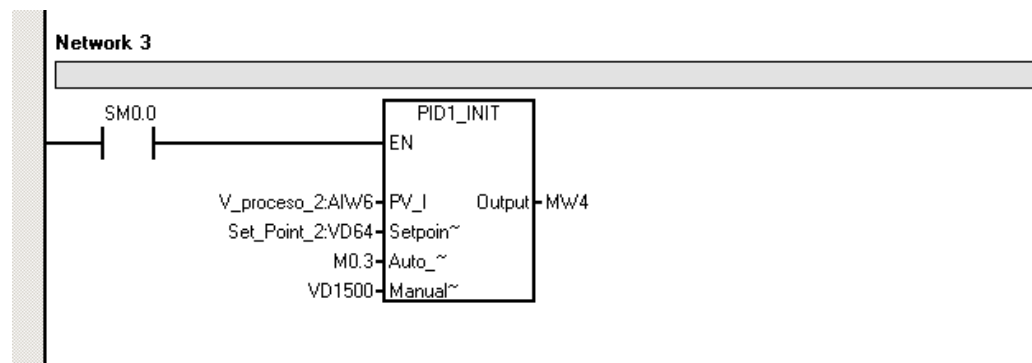 Network 3
SM0.0
PID1_INIT
EN
V_proceso_2:AIW6 PV_I Output MW4
Set_Point_2:VD64 Setpoin~
M0.3 Auto_~
VD1500 Manual~